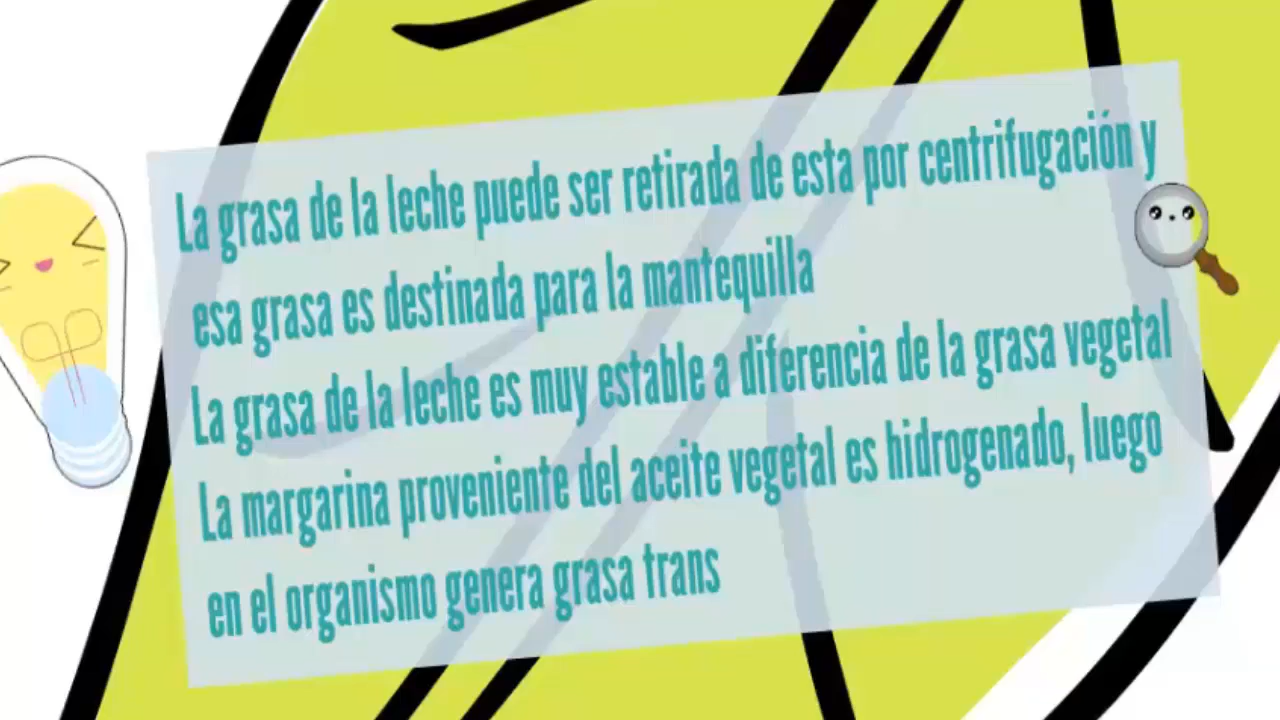 La grasa de la leche puede ser retirada de esta por centrifugación y
esa grasa es destinada para la mantequilla
La grasa de la leche es muy estable a diferencia de la grasa vegetal
La margarina proveniente del aceite vegetal es hidrogenado, luego
en el organismo genera grasa trans